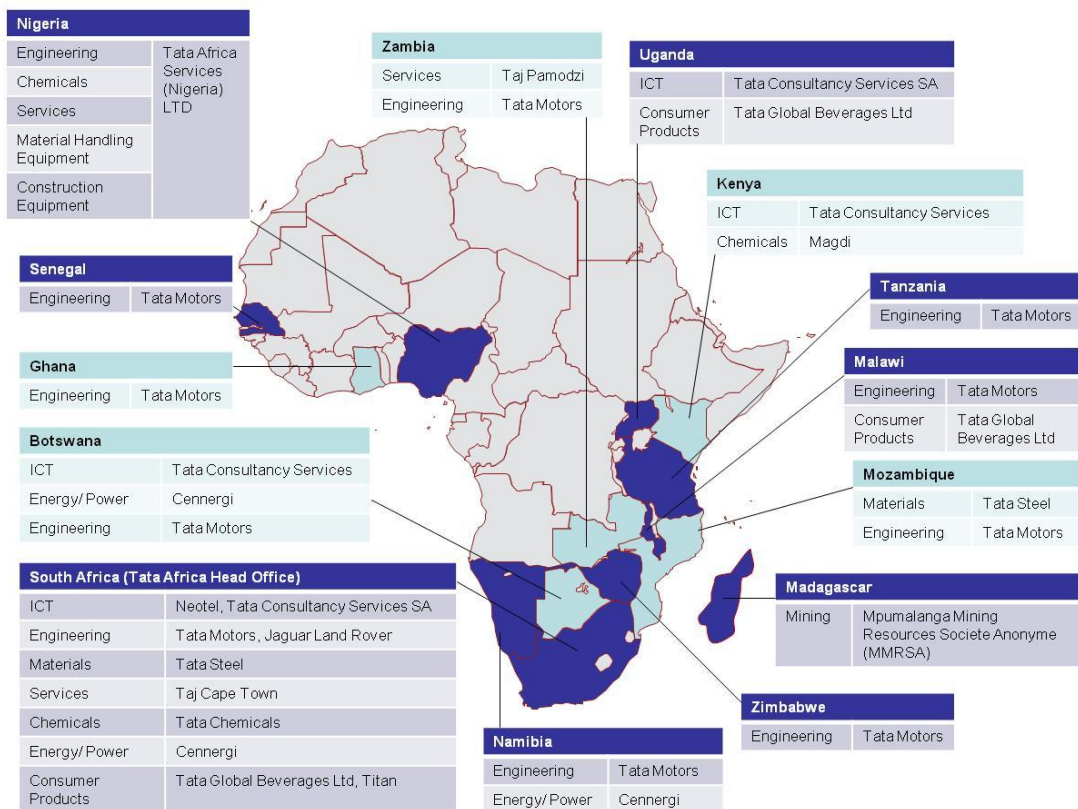 Nigeria
Engineering
Chemicals
Services
Material Handling
Equipment
Construction
Equipment
Tata Africa
Services
(Nigeria)
LTD
Zambia
Services Taj Pamodzi
Engineering Tata Motors
Uganda
ICT Tata Consultancy Services SA
Consumer
Products
Tata Global Beverages Ltd
Kenya
ICT Tata Consultancy Services
Chemicals Magdi
Senegal
Engineering Tata Motors
Tanzania
Engineering Tata Motors
Ghana
Engineering Tata Motors
Malawi
Engineering Tata Motors
Consumer
Products
Tata Global
Beverages Ltd
Botswana
ICT Tata Consultancy Services
Energy/ Power Cennergi
Engineering Tata Motors
Mozambique
Materials Tata Steel
Engineering Tata Motors
South Africa (Tata Africa Head Office)
ICT Neotel, Tata Consultancy Services SA
Engineering Tata Motors, Jaguar Land Rover
Materials Tata Steel
Services Taj Cape Town
Chemicals Tata Chemicals
Energy/ Power Cennergi
Consumer
Products
Tata Global Beverages Ltd, Titan
Madagascar
Mining Mpumalanga Mining
Resources Societe Anonyme
(MMRSA)
Zimbabwe
Engineering Tata Motors
Namibia
Engineering Tata Motors
Energy/ Power Cennergi